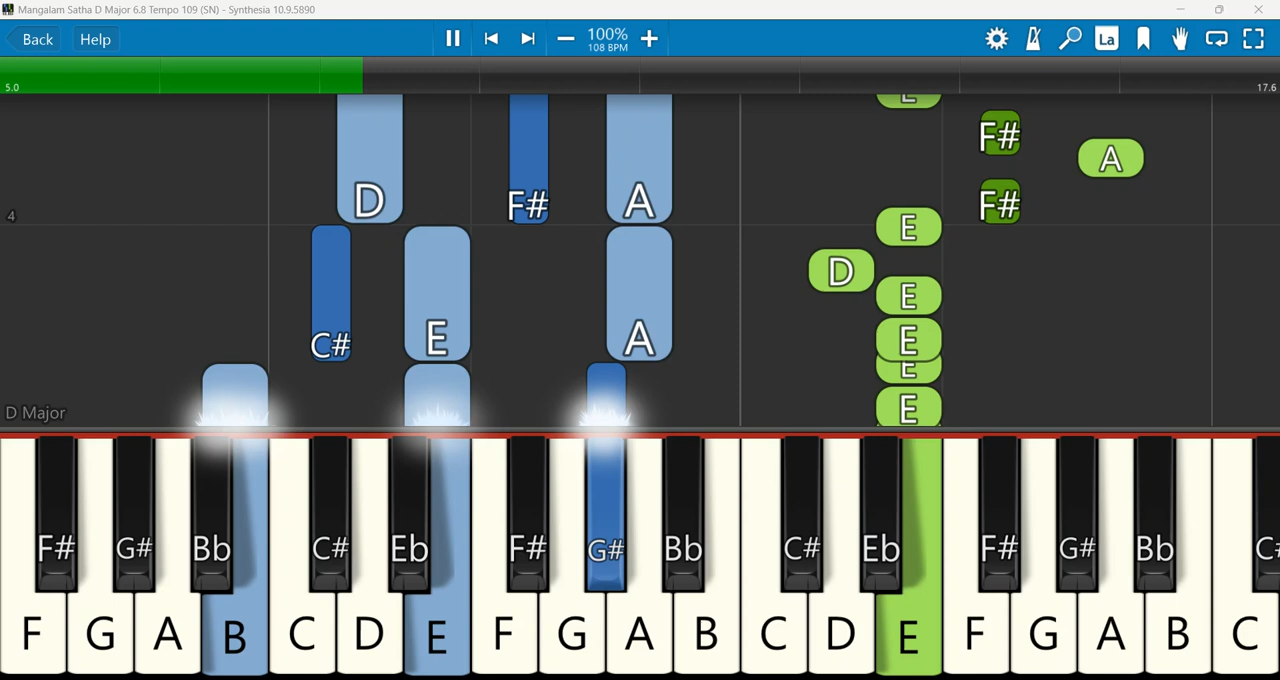 Mangalam Satha D Major 6.8 Tempo 109 (SN) - Synthesia 10.9.5890
Back Help 100% La
108 BPM
5.0 17.6
E
F# A
D F# A F#
4 E
D
E
C# E A E
E
D Major E
F# G# Bb C# Eb F# G# Bb C# Eb F# G# Bb C#
F G A B C D E F G A B C D E F G A B C